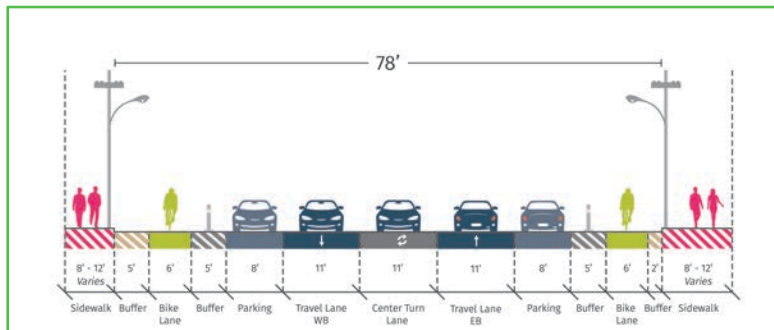 78'
8' - 12' 5' 6' 5' 8' 11' 11' 11' 8' 5' 6' 2' 8' - 12'
Varies Varies
Sidewalk Buffer Bike Buffer Parking Travel Lane Center Turn Travel Lane Parking Buffer Bike Buffer Sidewalk
Lane WB Lane EB Lane